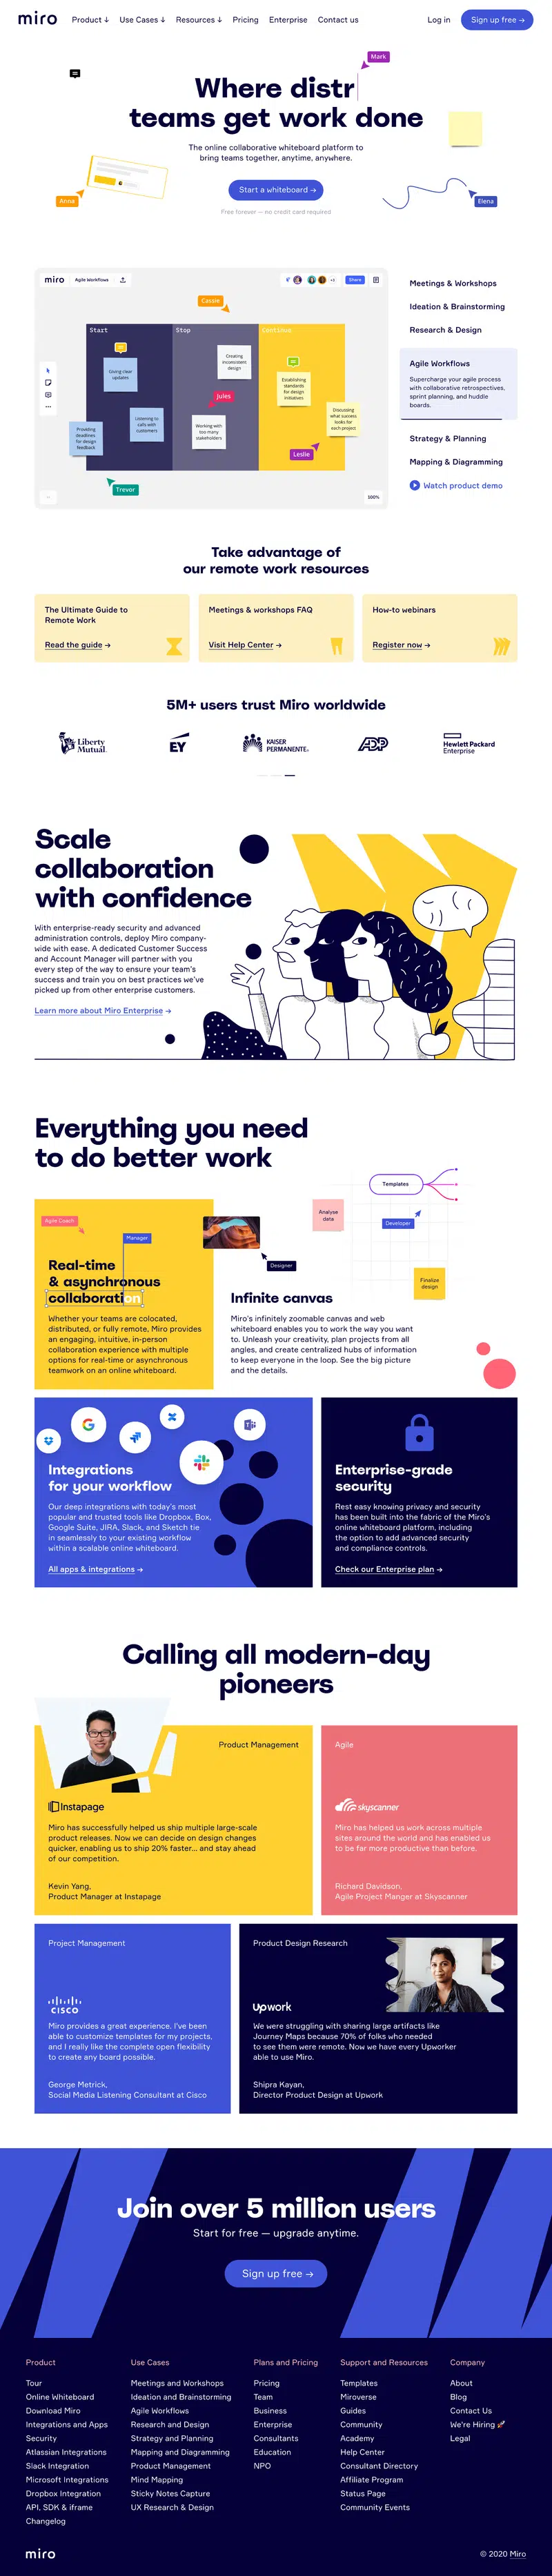 miro
Product ↓
Use Cases ↓
Resources ↓
Pricing
Enterprise
Contact us
Log in
Sign up free →
Mark
Where distr
teams get work done
The online collaborative whiteboard platform to
bring teams together, anytime, anywhere.
Anna
Start a whiteboard →
Elena
Free forever — no credit card required
miro
Agile Workflows
+3
Share
Cassie
Start
Stop
Continue
Giving clear
updates
Creating
inconsistent
design
Establishing
standards
for design
initiatives
Jules
Listening to
calls with
customers
Providing
deadlines
for design
feedback
Working with
too many
stakeholders
Discussing
what success
looks for
each project
Leslie
Trevor
100%
Meetings & Workshops
Ideation & Brainstorming
Research & Design
Agile Workflows
Supercharge your agile process
with collaborative retrospectives,
sprint planning, and huddle
boards.
Strategy & Planning
Mapping & Diagramming
Watch product demo
Take advantage of
our remote work resources
The Ultimate Guide to
Remote Work
Read the guide →
Meetings & workshops FAQ
Visit Help Center →
How-to webinars
Register now →
5M+ users trust Miro worldwide
Liberty
Mutual.
EY
KAISER
PERMANENTE®
ADP
Hewlett Packard
Enterprise
Scale
collaboration
with confidence
With enterprise-ready security and advanced
administration controls, deploy Miro company-
wide with ease. A dedicated Customer Success
and Account Manager will partner with you
every step of the way to ensure your team's
success and train you on best practices we've
picked up from other enterprise customers.
Learn more about Miro Enterprise →
Everything you need
to do better work
Agile Coach
Manager
Real-time
& asynchronous
collaboration
Whether your teams are colocated,
distributed, or fully remote, Miro provides
an engaging, intuitive, in-person
collaboration experience with multiple
options for real-time or asynchronous
teamwork on an online whiteboard.
Designer
Templates
Analyse
data
Developer
Finalize
design
Infinite canvas
Miro's infinitely zoomable canvas and web
whiteboard enables you to work the way you want
to. Unleash your creativity, plan projects from all
angles, and create centralized hubs of information
to keep everyone in the loop. See the big picture
and the details.
Integrations
for your workflow
Our deep integrations with today's most
popular and trusted tools like Dropbox, Box,
Google Suite, JIRA, Slack, and Sketch tie
in seamlessly to your existing workflow
within a scalable online whiteboard.
All apps & integrations →
Enterprise-grade
security
Rest easy knowing privacy and security
has been built into the fabric of the Miro's
online whiteboard platform, including
the option to add advanced security
and compliance controls.
Check our Enterprise plan →
Calling all modern-day
pioneers
Product Management
Instapage
Miro has successfully helped us ship multiple large-scale
product releases. Now we can decide on design changes
quicker, enabling us to ship 20% faster... and stay ahead
of our competition.
Kevin Yang,
Product Manager at Instapage
Agile
skyscanner
Miro has helped us work across multiple
sites around the world and has enabled us
to be far more productive than before.
Richard Davidson,
Agile Project Manger at Skyscanner
Project Management
CISCO
Miro provides a great experience. I've been
able to customize templates for my projects,
and I really like the complete open flexibility
to create any board possible.
George Metrick,
Social Media Listening Consultant at Cisco
Product Design Research
upwork
We were struggling with sharing large artifacts like
Journey Maps because 70% of folks who needed
to see them were remote. Now we have every Upworker
able to use Miro.
Shipra Kayan,
Director Product Design at Upwork
Join over 5 million users
Start for free — upgrade anytime.
Sign up free →
Product
Tour
Online Whiteboard
Download Miro
Integrations and Apps
Security
Atlassian Integrations
Slack Integration
Microsoft Integrations
Dropbox Integration
API, SDK & iframe
Changelog
Use Cases
Meetings and Workshops
Ideation and Brainstorming
Agile Workflows
Research and Design
Strategy and Planning
Mapping and Diagramming
Product Management
Mind Mapping
Sticky Notes Capture
UX Research & Design
Plans and Pricing
Pricing
Team
Business
Enterprise
Consultants
Education
NPO
Support and Resources
Templates
Miroverse
Guides
Community
Academy
Help Center
Consultant Directory
Affiliate Program
Status Page
Community Events
Company
About
Blog
Contact Us
We're Hiring 🚀
Legal
miro
© 2020 Miro